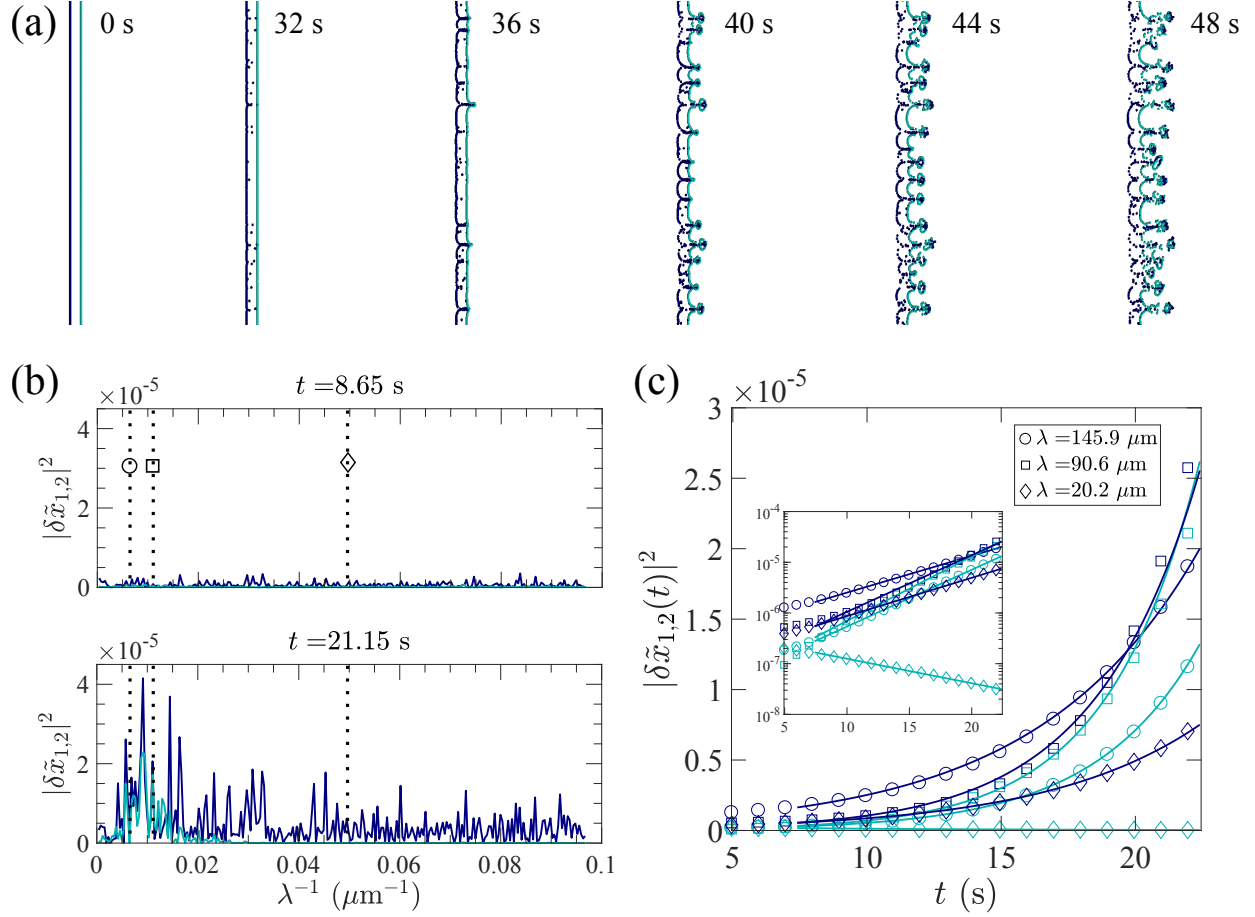 (a) 0 s 32 s 36 s 40 s 44 s 48 s
(b)
×10⁻⁵ t =8.65 s
4
2
0
|δx̃₁,₂|²
×10⁻⁵ t =21.15 s
4
2
0
|δx̃₁,₂|²
0 0.02 0.04 0.06 0.08 0.1
λ⁻¹ (μm⁻¹)
(c)
×10⁻⁵
3
2.5
2
1.5
1
0.5
0
|δx̃₁,₂(t)|²
λ =145.9 μm
λ =90.6 μm
λ =20.2 μm
10⁻⁴
10⁻⁵
10⁻⁶
10⁻⁷
10⁻⁸
5 10 15 20
5 10 15 20
t (s)